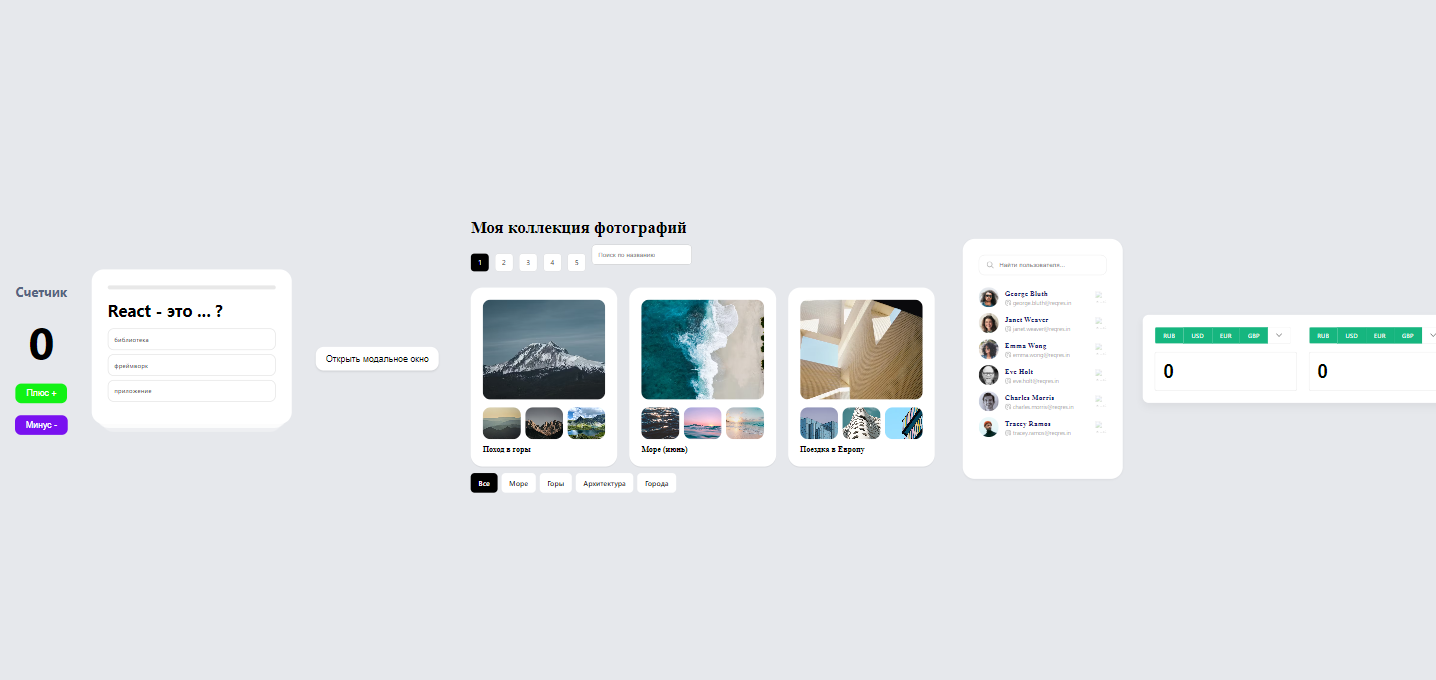 Счетчик
0
Плюс +
Минус -
React - это ... ?
библиотека
фреймворк
приложение
Открыть модальное окно
Моя коллекция фотографий
1 2 3 4 5
Поиск по названию
Поход в горы
Море (июнь)
Поездка в Европу
Все Море Горы Архитектура Города
Найти пользователя...
George Bluth
george.bluth@reqres.in
Janet Weaver
janet.weaver@reqres.in
Emma Wong
emma.wong@reqres.in
Eve Holt
eve.holt@reqres.in
Charles Morris
charles.morris@reqres.in
Tracey Ramos
tracey.ramos@reqres.in
RUB USD EUR GBP
0
RUB USD EUR GBP
0